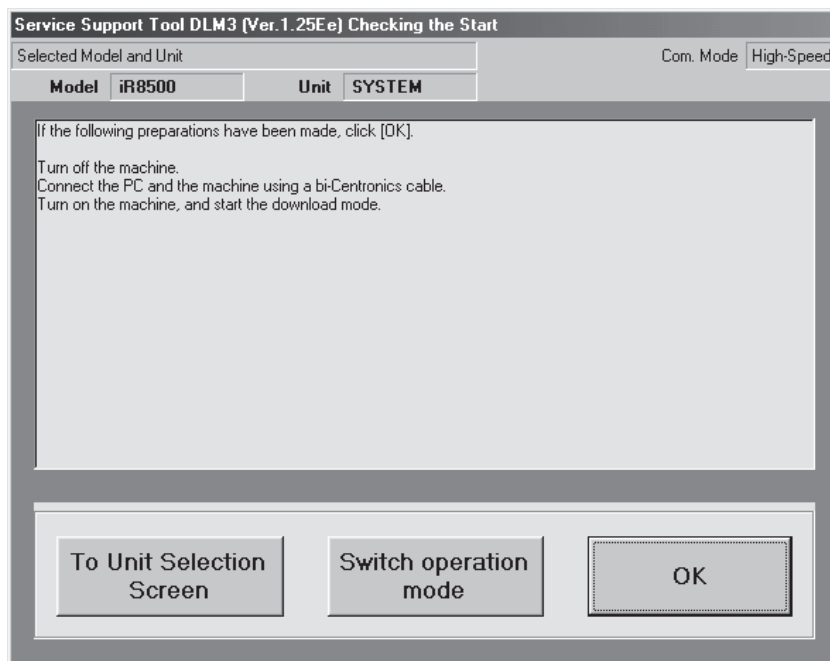 Service Support Tool DLM3 (Ver.1.25Ee) Checking the Start
Selected Model and Unit
Com. Mode High-Speed
Model iR8500 Unit SYSTEM
If the following preparations have been made, click [OK].
Turn off the machine.
Connect the PC and the machine using a bi-Centronics cable.
Turn on the machine, and start the download mode.
To Unit Selection
Screen
Switch operation
mode
OK